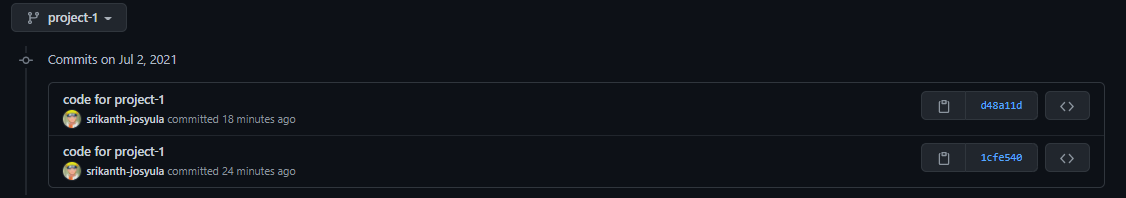 project-1
Commits on Jul 2, 2021
code for project-1
srikanth-josyula committed 18 minutes ago
d48a11d
code for project-1
srikanth-josyula committed 24 minutes ago
1cfe540